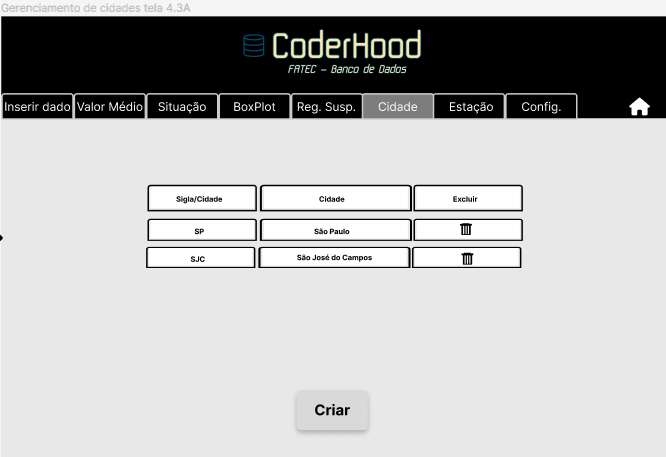 Gerenciamento de cidades tela 4.3A
CoderHood
FATEC - Banco de Dados
Inserir dado Valor Médio Situação BoxPlot Reg. Susp. Cidade Estação Config.
Sigla/Cidade Cidade Excluir
SP São Paulo
SJC São José do Campos
Criar